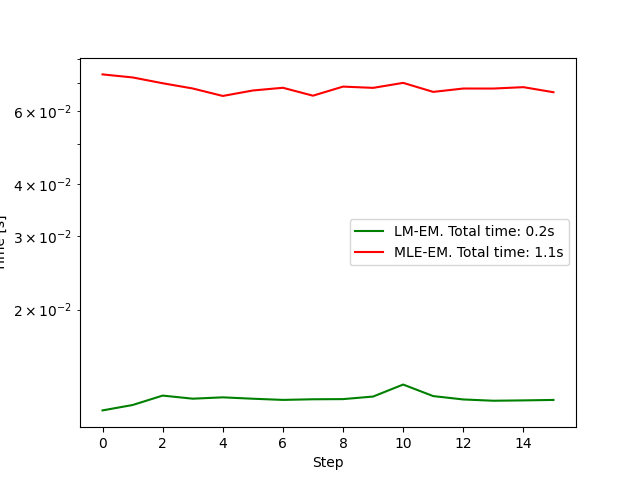 6 × 10⁻²
4 × 10⁻²
3 × 10⁻²
2 × 10⁻²
LM-EM. Total time: 0.2s
MLE-EM. Total time: 1.1s
0 2 4 6 8 10 12 14
Step